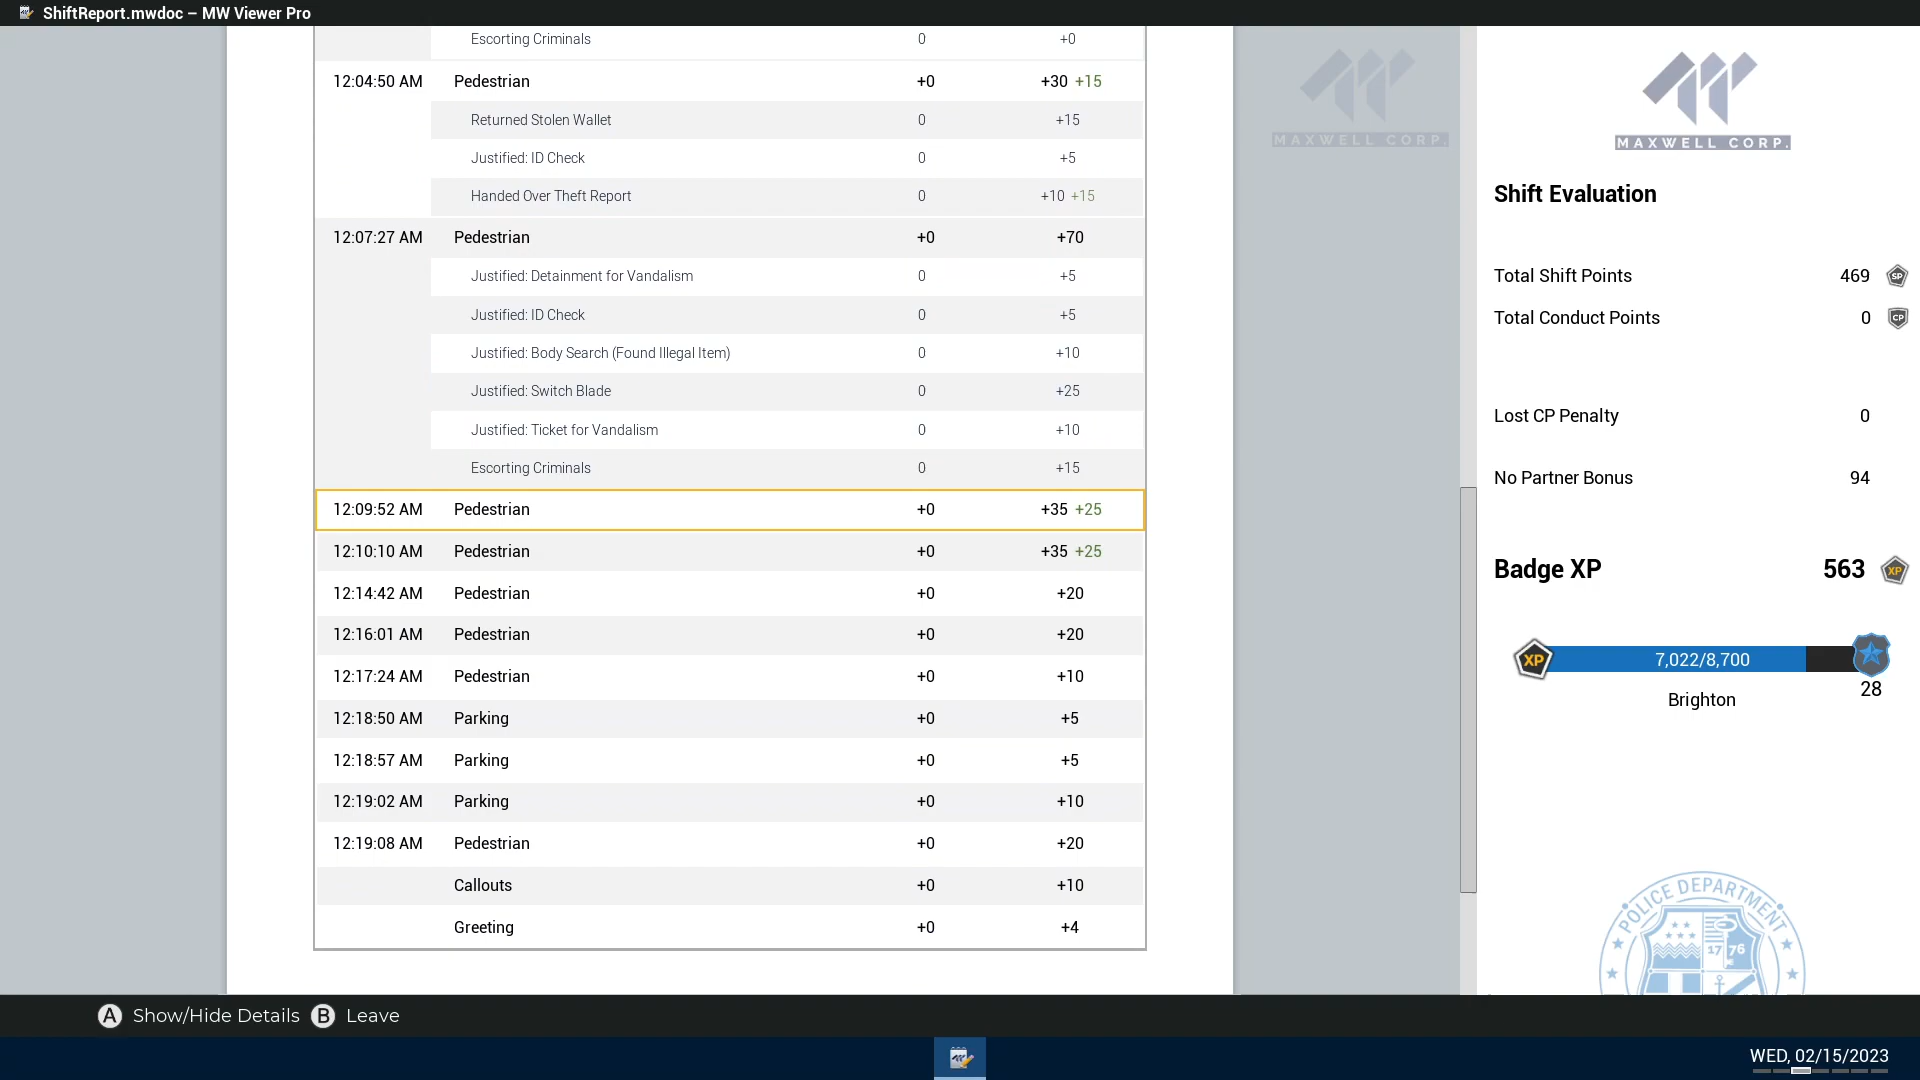 ShiftReport.mwdoc – MW Viewer Pro
Escorting Criminals 0 +0
12:04:50 AM Pedestrian +0 +30 +15
Returned Stolen Wallet 0 +15
Justified: ID Check 0 +5
Handed Over Theft Report 0 +10 +15
12:07:27 AM Pedestrian +0 +70
Justified: Detainment for Vandalism 0 +5
Justified: ID Check 0 +5
Justified: Body Search (Found Illegal Item) 0 +10
Justified: Switch Blade 0 +25
Justified: Ticket for Vandalism 0 +10
Escorting Criminals 0 +15
12:09:52 AM Pedestrian +0 +35 +25
12:10:10 AM Pedestrian +0 +35 +25
12:14:42 AM Pedestrian +0 +20
12:16:01 AM Pedestrian +0 +20
12:17:24 AM Pedestrian +0 +10
12:18:50 AM Parking +0 +5
12:18:57 AM Parking +0 +5
12:19:02 AM Parking +0 +10
12:19:08 AM Pedestrian +0 +20
Callouts +0 +10
Greeting +0 +4
MAXWELL CORP.
MAXWELL CORP.
Shift Evaluation
Total Shift Points 469 SP
Total Conduct Points 0 CP
Lost CP Penalty 0
No Partner Bonus 94
Badge XP 563 XP
XP 7,022/8,700
28
Brighton
POLICE DEPARTMENT
17 76
A Show/Hide Details B Leave
WED, 02/15/2023